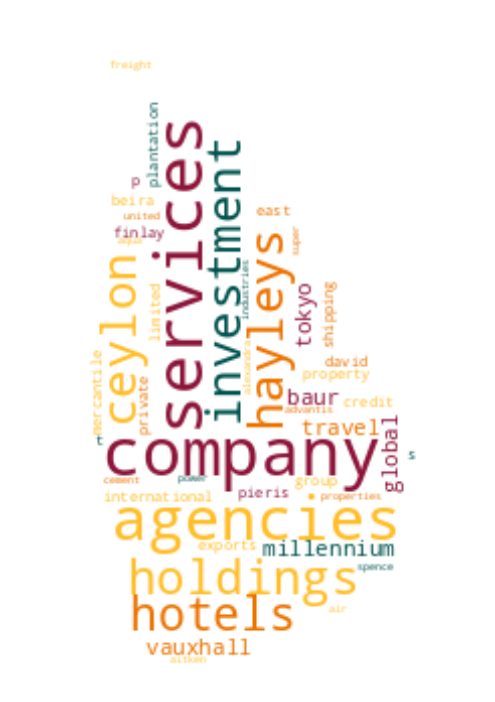 freight
plantation
services
investment
p
beira
east
united
finlay
aqua
super
hayleys
ceylon
industries
limited
tokyo
shipping
alexandra
mercantile
private
david
property
baur
credit
advantis
travel
global
t
company
s
cement
power
group
international
pieris
properties
agencies
exports
millennium
holdings
spence
hotels
air
vauxhall
aitken